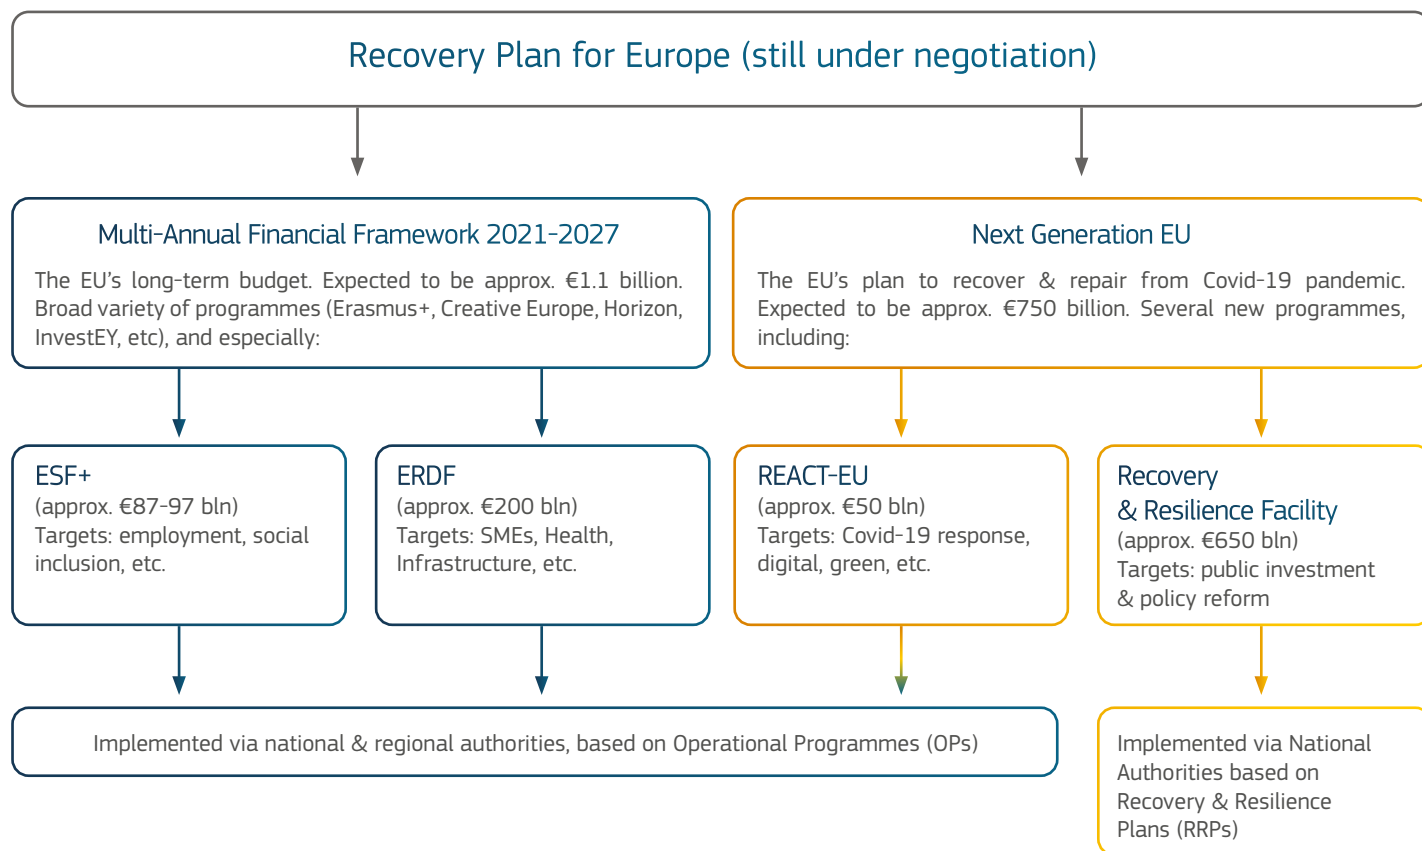 Recovery Plan for Europe (still under negotiation)
Multi-Annual Financial Framework 2021-2027
The EU's long-term budget. Expected to be approx. €1.1 billion.
Broad variety of programmes (Erasmus+, Creative Europe, Horizon,
InvestEY, etc), and especially:
Next Generation EU
The EU's plan to recover & repair from Covid-19 pandemic.
Expected to be approx. €750 billion. Several new programmes,
including:
ESF+
(approx. €87-97 bln)
Targets: employment, social
inclusion, etc.
ERDF
(approx. €200 bln)
Targets: SMEs, Health,
Infrastructure, etc.
REACT-EU
(approx. €50 bln)
Targets: Covid-19 response,
digital, green, etc.
Recovery
& Resilience Facility
(approx. €650 bln)
Targets: public investment
& policy reform
Implemented via national & regional authorities, based on Operational Programmes (OPs)
Implemented via National
Authorities based on
Recovery & Resilience
Plans (RRPs)